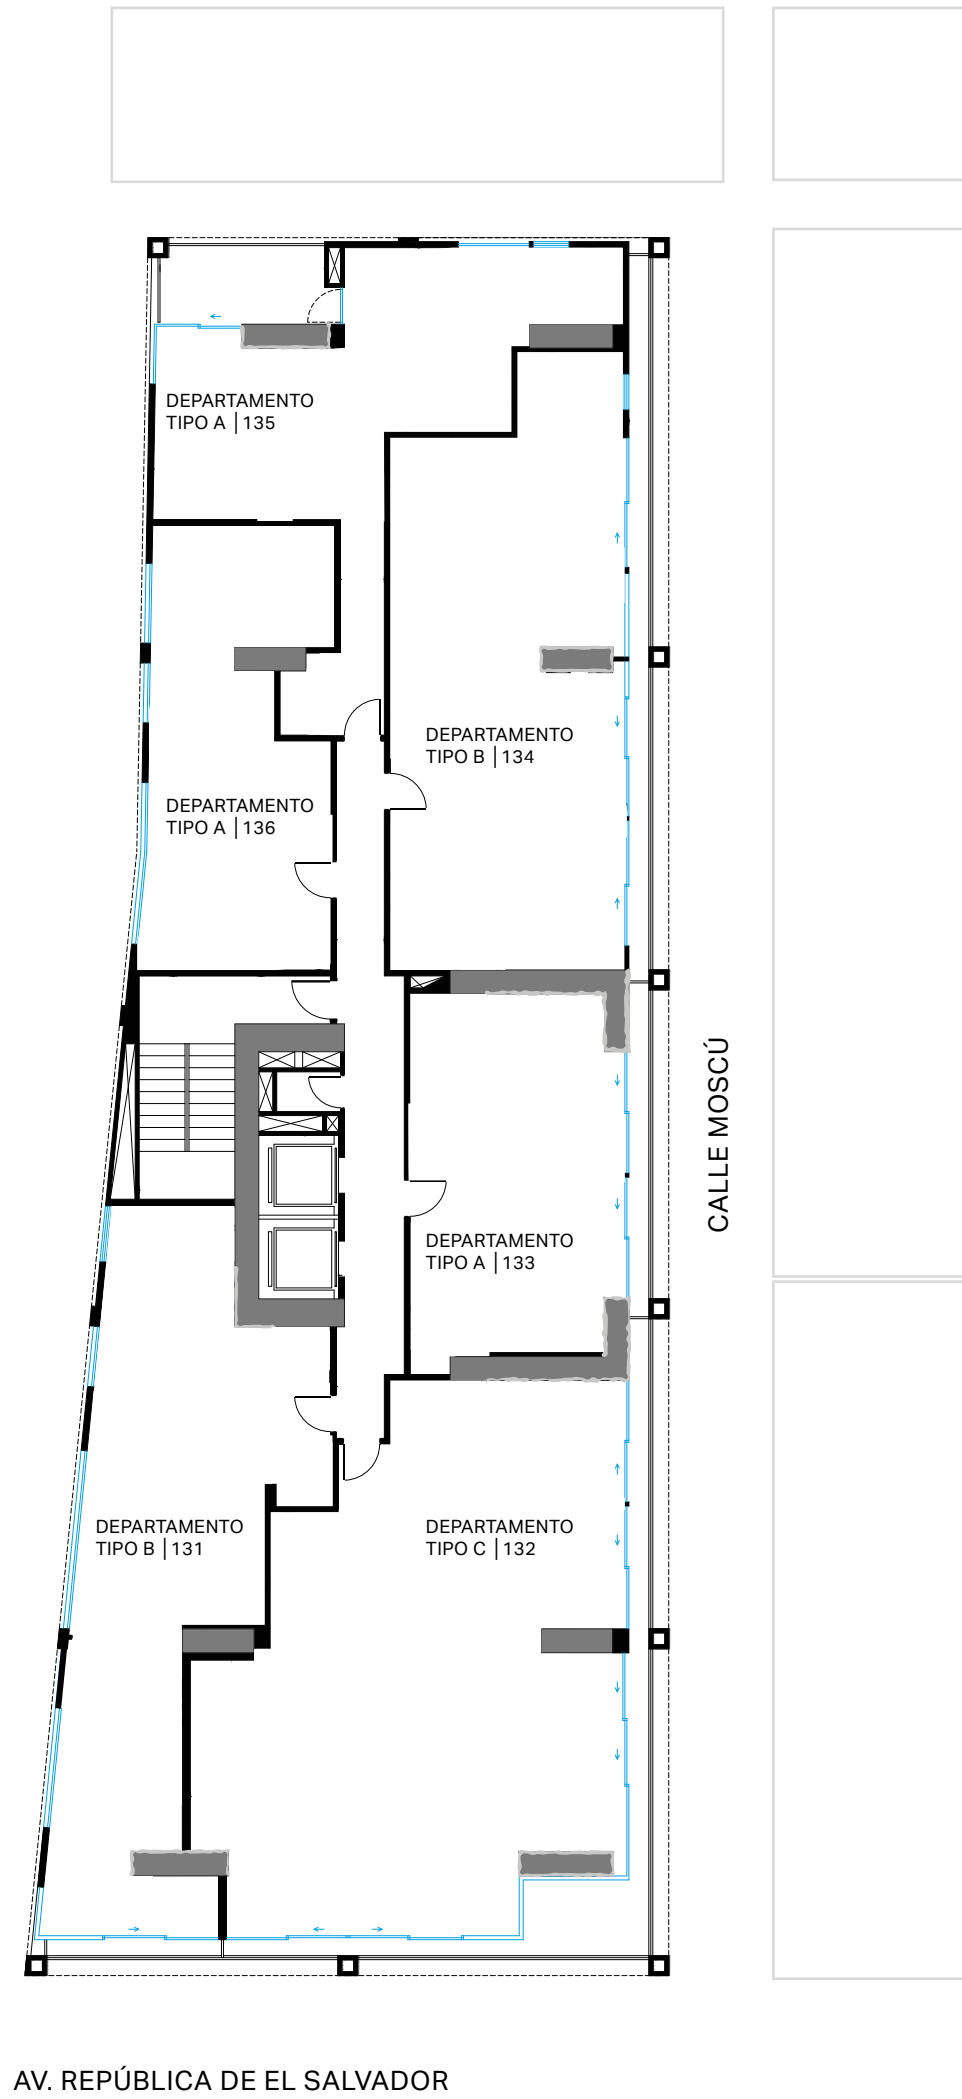 DEPARTAMENTO
TIPO A | 135
DEPARTAMENTO
TIPO B | 134
DEPARTAMENTO
TIPO A | 136
CALLE MOSCÚ
DEPARTAMENTO
TIPO A | 133
DEPARTAMENTO
TIPO B | 131
DEPARTAMENTO
TIPO C | 132
AV. REPÚBLICA DE EL SALVADOR